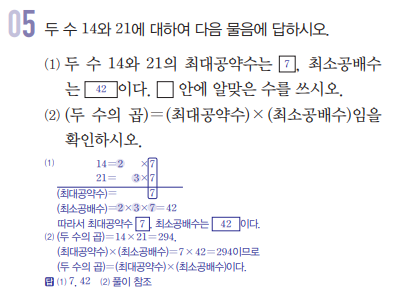 05 두 수 14와 21에 대하여 다음 물음에 답하시오.
(1) 두 수 14와 21의 최대공약수는 7, 최소공배수
는 42 이다. □ 안에 알맞은 수를 쓰시오.
(2) (두 수의 곱)=(최대공약수)×(최소공배수)임을
확인하시오.
(1) 14=2 ×7
21= 3×7
(최대공약수)= 7
(최소공배수)=2×3×7=42
따라서 최대공약수 7, 최소공배수는 42 이다.
(2) (두 수의 곱)=14×21=294,
(최대공약수)×(최소공배수)=7×42=294이므로
(두 수의 곱)=(최대공약수)×(최소공배수)이다.
답 (1) 7, 42 (2) 풀이 참조